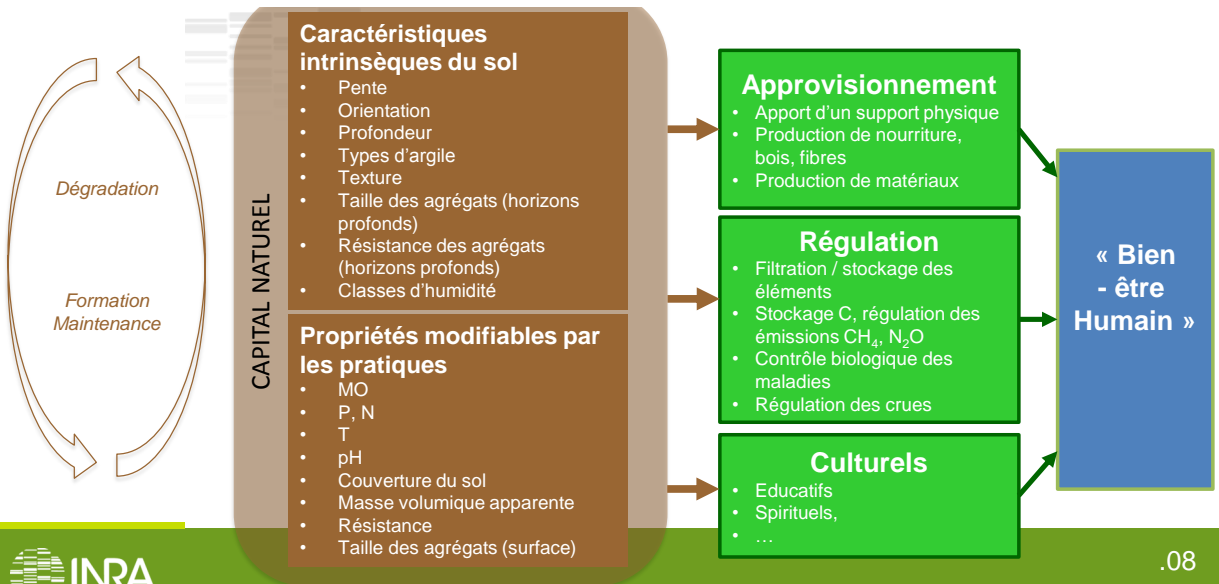 Dégradation
Formation
Maintenance
CAPITAL NATUREL
Caractéristiques
intrinsèques du sol
• Pente
• Orientation
• Profondeur
• Types d'argile
• Texture
• Taille des agrégats (horizons
profonds)
• Résistance des agrégats
(horizons profonds)
• Classes d'humidité
Propriétés modifiables par
les pratiques
• MO
• P, N
• T
• pH
• Couverture du sol
• Masse volumique apparente
• Résistance
• Taille des agrégats (surface)
Approvisionnement
• Apport d'un support physique
• Production de nourriture,
bois, fibres
• Production de matériaux
Régulation
• Filtration / stockage des
éléments
• Stockage C, régulation des
émissions CH₄, N₂O
• Contrôle biologique des
maladies
• Régulation des crues
Culturels
• Educatifs
• Spirituels,
• …
« Bien
- être
Humain »
INRA
.08